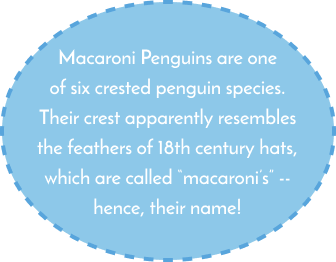 Macaroni Penguins are one
of six crested penguin species.
Their crest apparently resembles
the feathers of 18th century hats,
which are called "macaroni's" --
hence, their name!